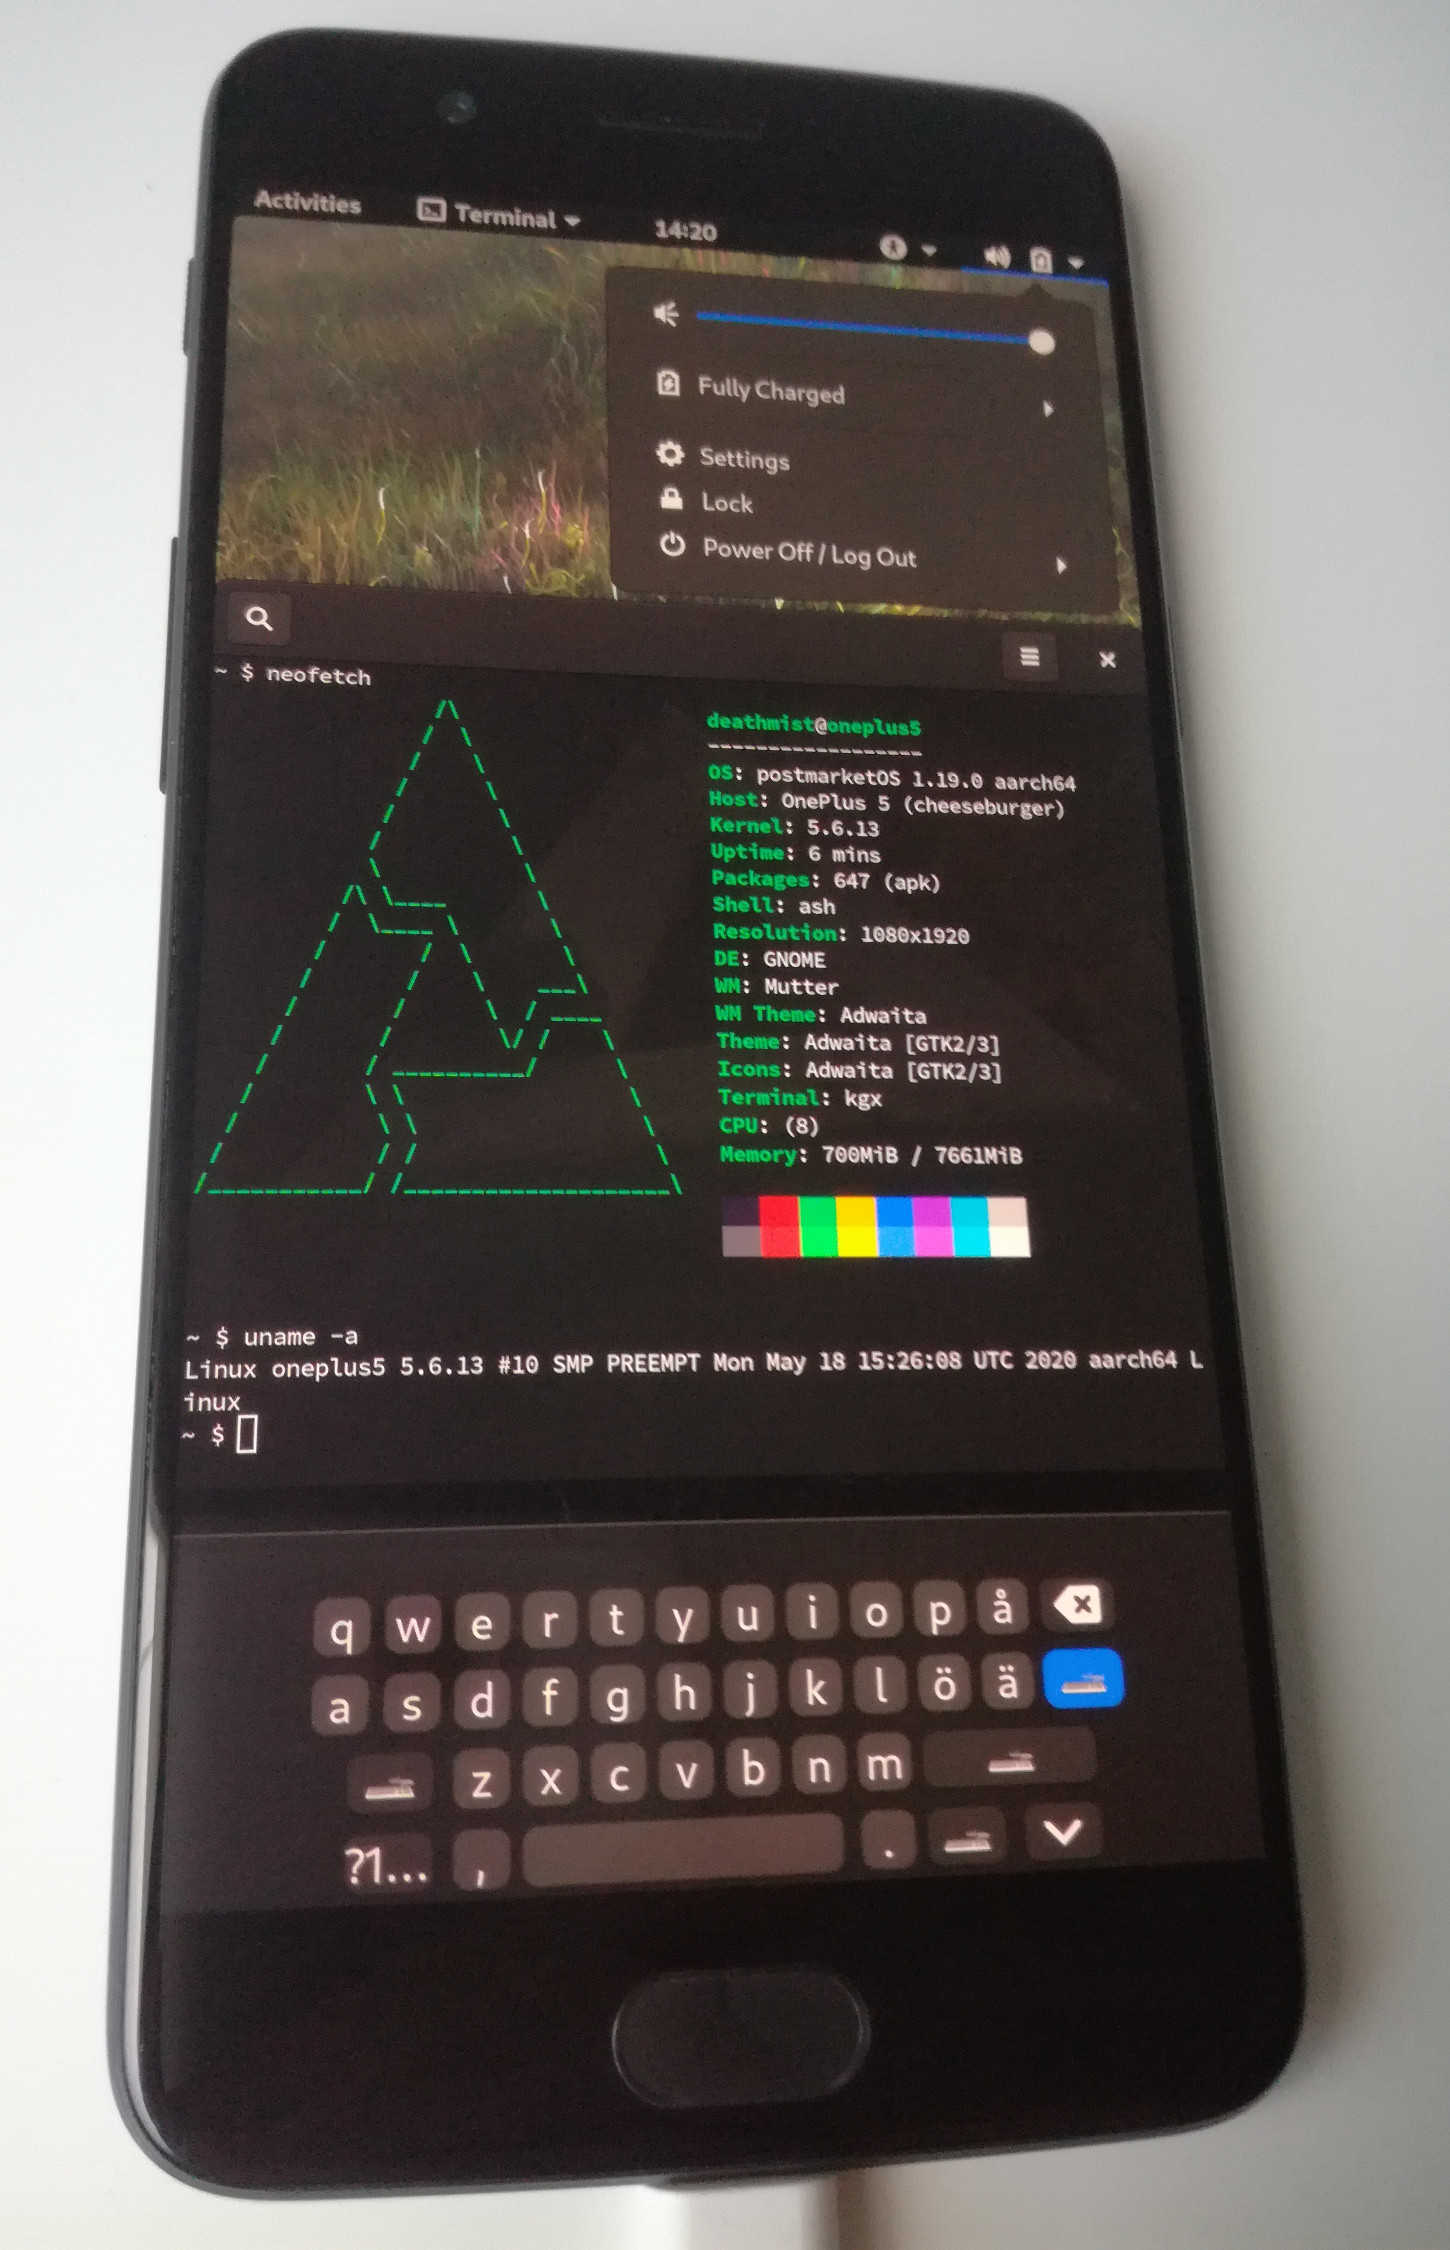 Activities Terminal 14:20
Fully Charged
Settings
Lock
Power Off / Log Out
~ $ neofetch
deathmist@oneplus5
------------------
OS: postmarketOS 1.19.0 aarch64
Host: OnePlus 5 (cheeseburger)
Kernel: 5.6.13
Uptime: 6 mins
Packages: 647 (apk)
Shell: ash
Resolution: 1080x1920
DE: GNOME
WM: Mutter
WM Theme: Adwaita
Theme: Adwaita [GTK2/3]
Icons: Adwaita [GTK2/3]
Terminal: kgx
CPU: (8)
Memory: 700MiB / 7661MiB
~ $ uname -a
Linux oneplus5 5.6.13 #10 SMP PREEMPT Mon May 18 15:26:08 UTC 2020 aarch64 L
inux
~ $
q w e r t y u i o p å
a s d f g h j k l ö ä
z x c v b n m
?1... , .